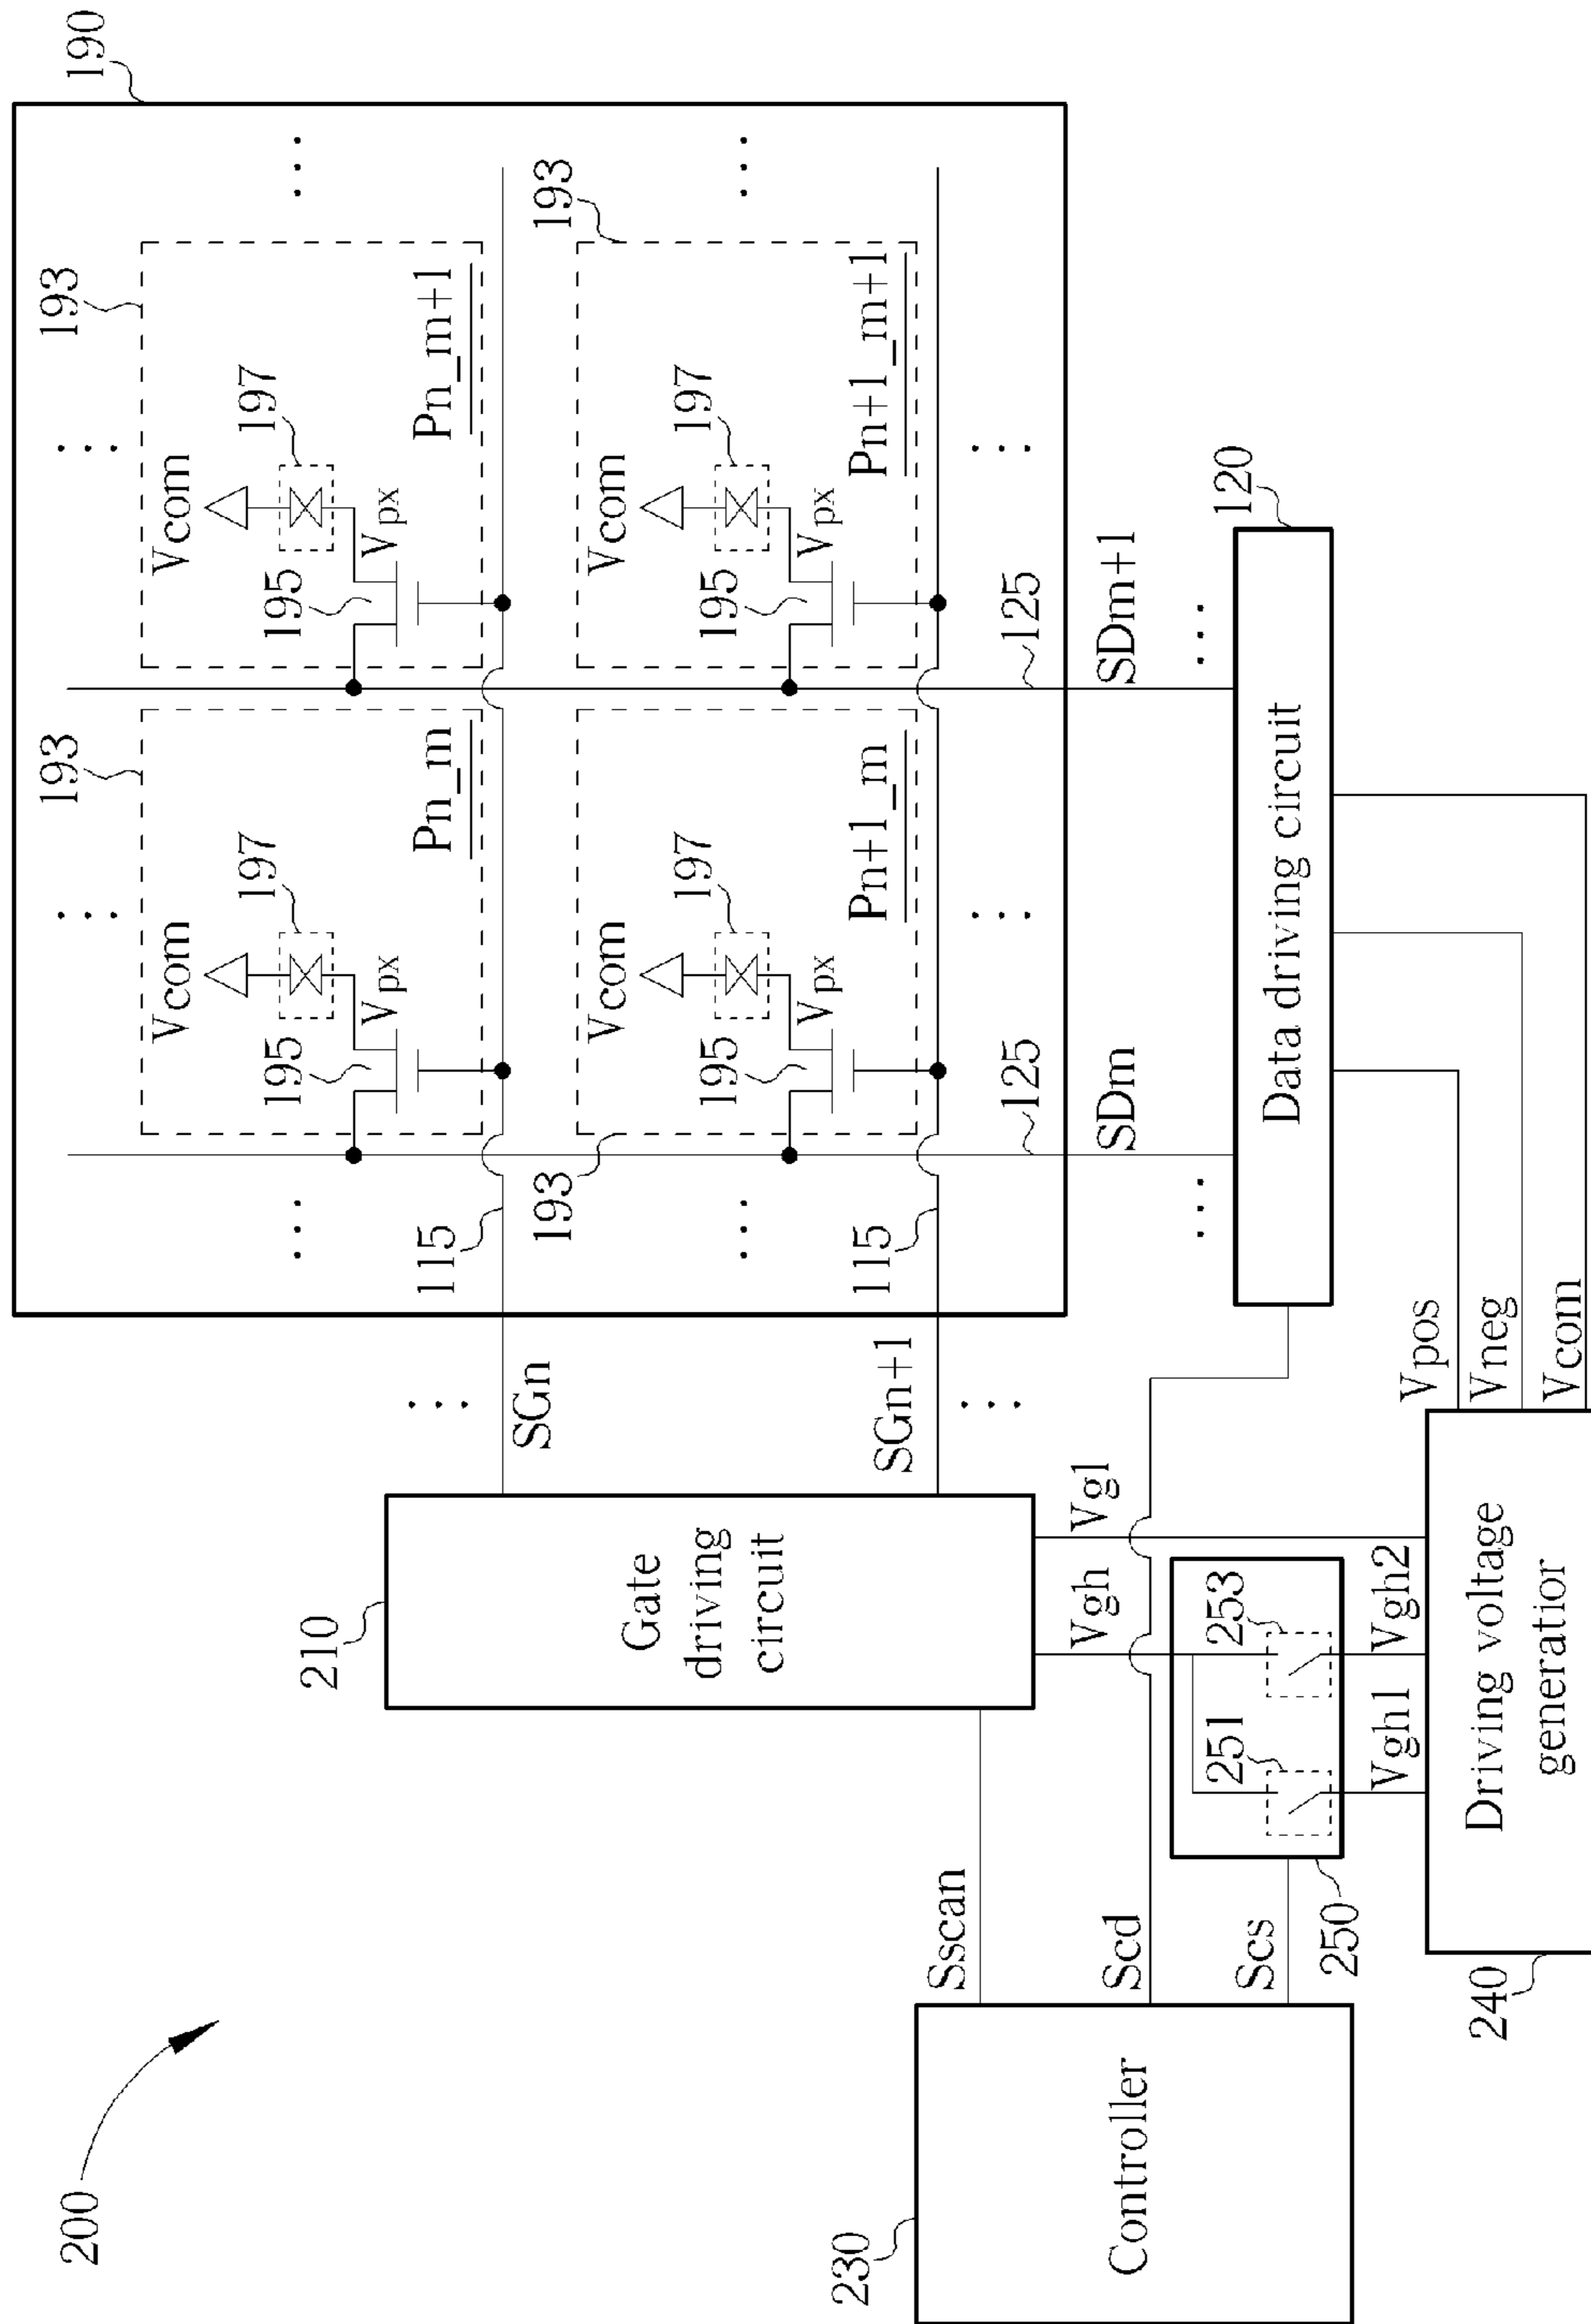 200
190
193
193
Vcom
197
Vcom
197
195
Vpx
195
Vpx
Pn_m
Pn_m+1
115
193
193
Vcom
197
Vcom
197
195
Vpx
195
Vpx
Pn+1_m
Pn+1_m+1
115
125
125
SGn
SGn+1
SDm
SDm+1
210
Gate
driving
circuit
120
Data driving circuit
Vgh
Vgl
Sscan
Scd
Scs
230
Controller
250
251
253
Vgh1
Vgh2
Vpos
Vneg
Vcom
240
Driving voltage
generatior